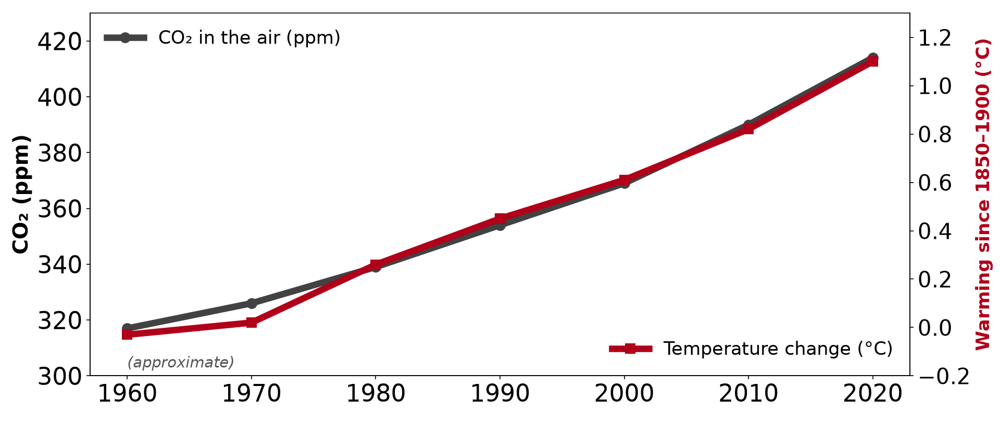 CO₂ in the air (ppm)
CO₂ (ppm)
420
400
380
360
340
320
300
1.2
1.0
0.8
0.6
0.4
0.2
0.0
−0.2
Warming since 1850–1900 (°C)
Temperature change (°C)
(approximate)
1960 1970 1980 1990 2000 2010 2020